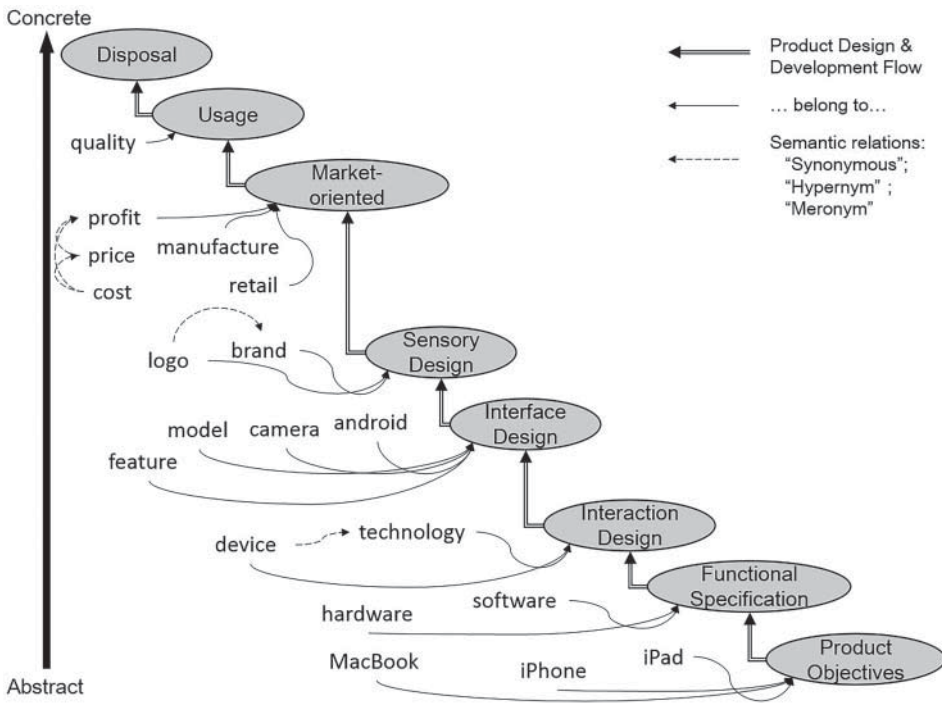 Concrete
Disposal
Product Design &
Development Flow
Usage
… belong to…
quality
Semantic relations:
"Synonymous";
"Hypernym" ;
"Meronym"
Market-
oriented
profit
manufacture
price
retail
cost
Sensory
Design
brand
logo
Interface
Design
android
camera
model
feature
Interaction
Design
technology
device
Functional
Specification
software
hardware
Product
Objectives
iPad
MacBook
iPhone
Abstract